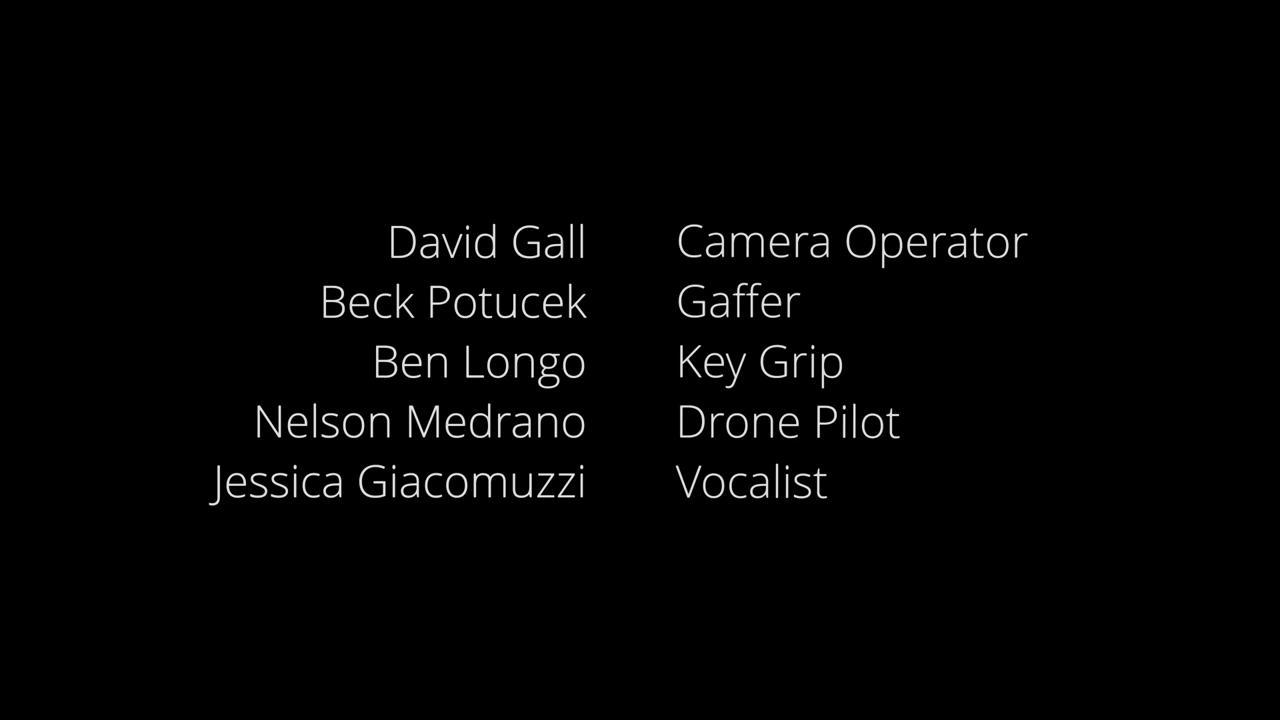 David Gall Camera Operator
Beck Potucek Gaffer
Ben Longo Key Grip
Nelson Medrano Drone Pilot
Jessica Giacomuzzi Vocalist